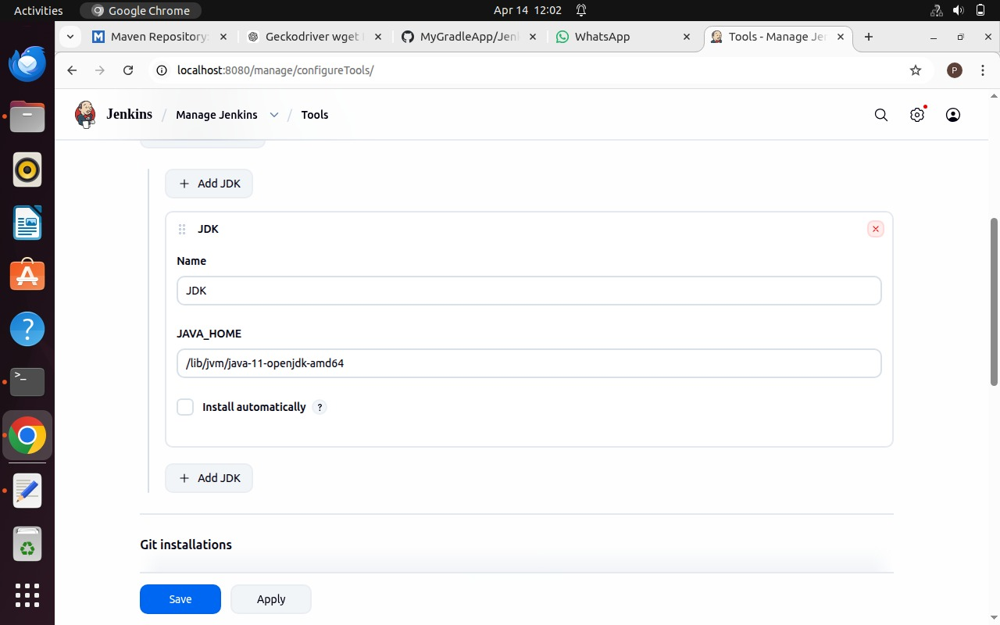 Activities
Google Chrome
Apr 14 12:02
Maven Repository:
Geckodriver wget
MyGradleApp/Jenk
WhatsApp
Tools - Manage Jen
localhost:8080/manage/configureTools/
P
Jenkins / Manage Jenkins / Tools
+ Add JDK
JDK
Name
JDK
JAVA_HOME
/lib/jvm/java-11-openjdk-amd64
Install automatically ?
+ Add JDK
Git installations
Save
Apply